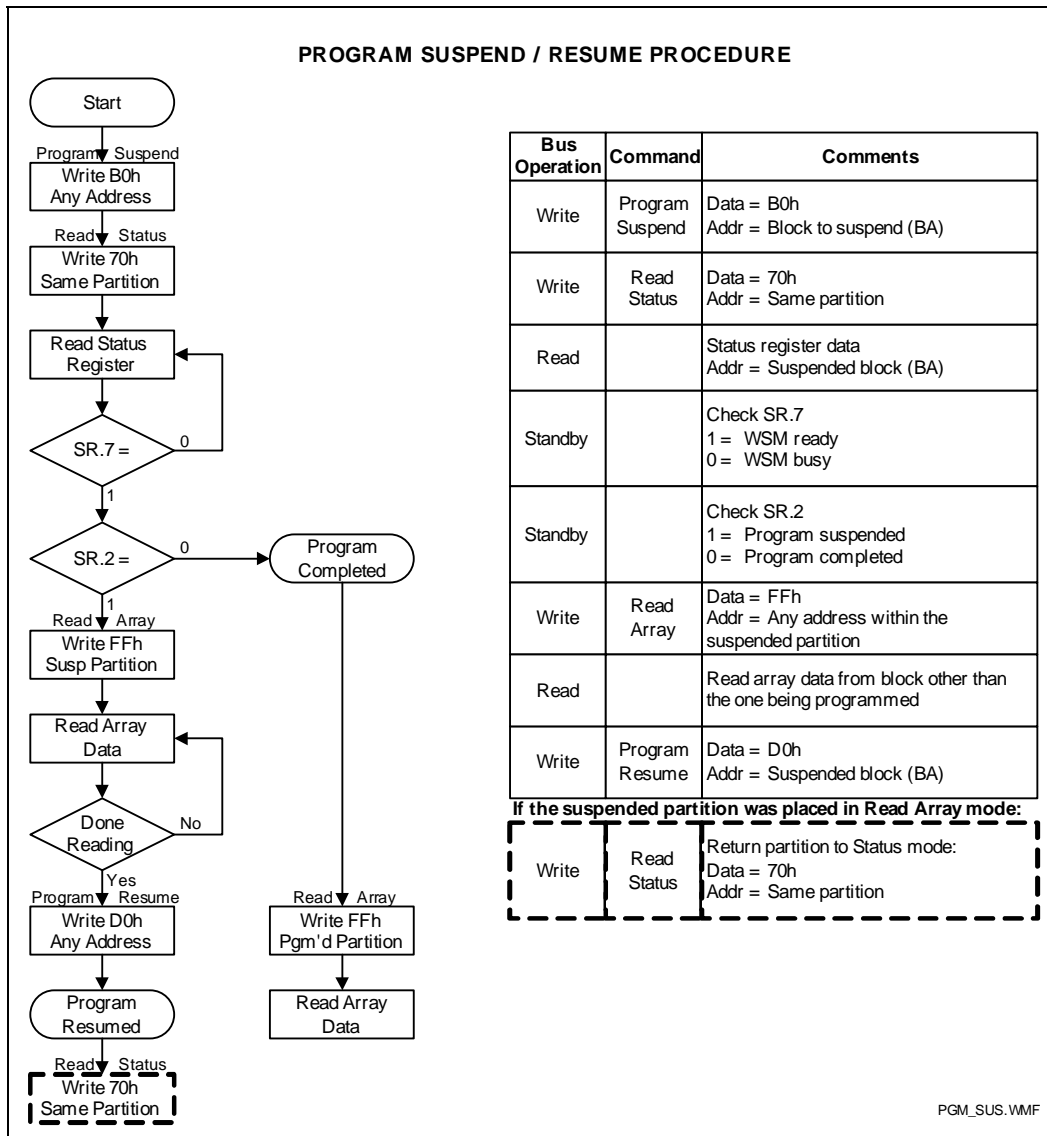 PROGRAM SUSPEND / RESUME PROCEDURE
Start
Program Suspend
Write B0h
Any Address
Read Status
Write 70h
Same Partition
Read Status
Register
SR.7 =
0
1
SR.2 =
0
1
Program
Completed
Read Array
Write FFh
Susp Partition
Read Array
Data
Done
Reading
No
Yes
Program Resume
Write D0h
Any Address
Program
Resumed
Read Status
Write 70h
Same Partition
Read Array
Write FFh
Pgm'd Partition
Read Array
Data
Bus
Operation
Command
Comments
Write
Program
Suspend
Data = B0h
Addr = Block to suspend (BA)
Write
Read
Status
Data = 70h
Addr = Same partition
Read
Status register data
Addr = Suspended block (BA)
Standby
Check SR.7
1 = WSM ready
0 = WSM busy
Standby
Check SR.2
1 = Program suspended
0 = Program completed
Write
Read
Array
Data = FFh
Addr = Any address within the
suspended partition
Read
Read array data from block other than
the one being programmed
Write
Program
Resume
Data = D0h
Addr = Suspended block (BA)
If the suspended partition was placed in Read Array mode:
Write
Read
Status
Return partition to Status mode:
Data = 70h
Addr = Same partition
PGM_SUS.WMF